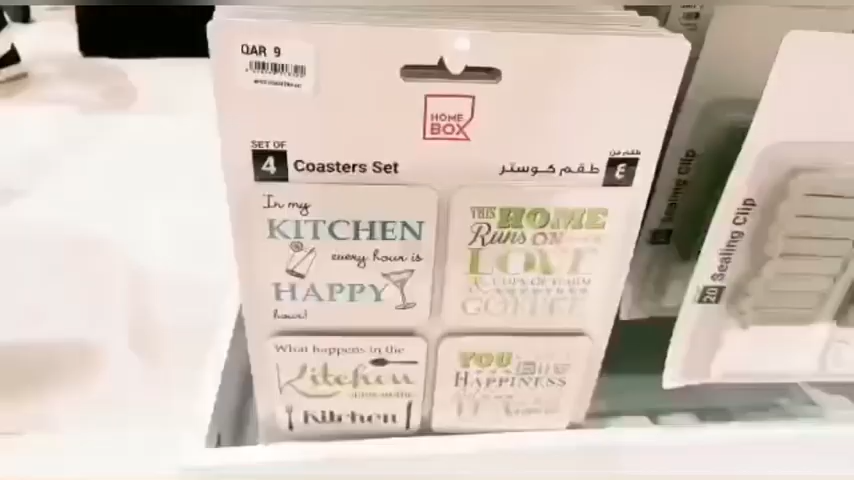 QAR 9
HOME
BOX
SET OF
4
Coasters Set
طقم من
٤
طقم كوستر
In my
KITCHEN
every hour is
HAPPY
hour!
THIS HOME
Runs ON
LOVE
COFFEE
What happens in the
Kitchen
Kitchen
YOU
HAPPINESS
Sealing Clip
20
Sealing Clip